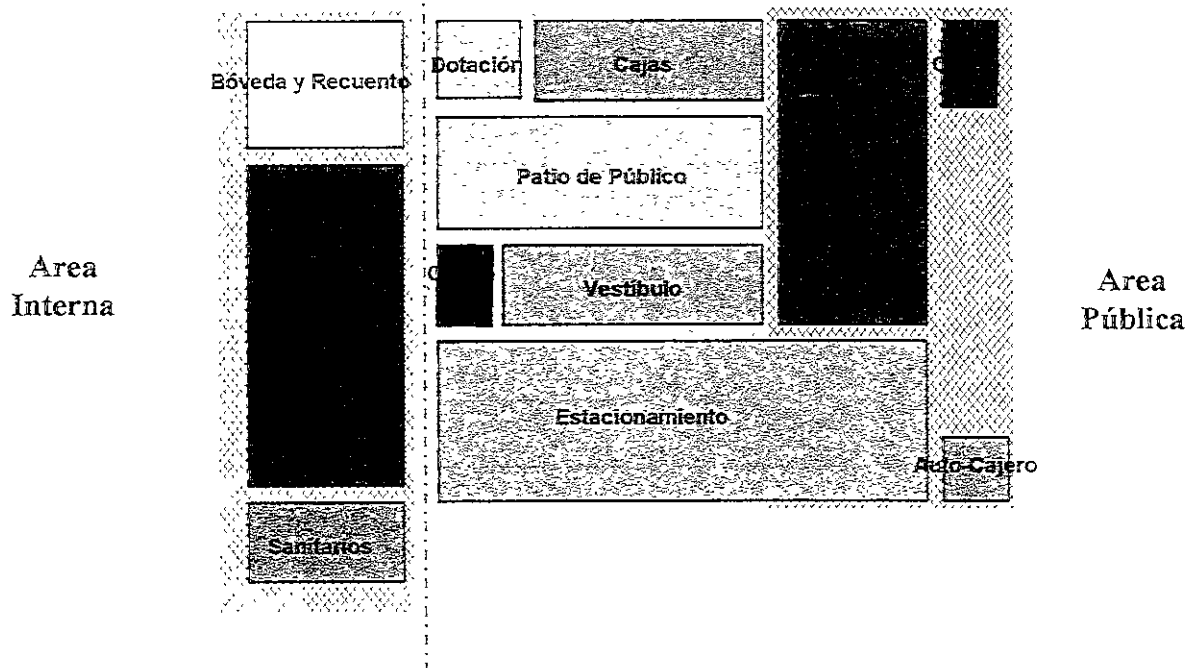 Bóveda y Recuento
Dotación
Cajas
Patio de Público
Area
Interna
Vestíbulo
Area
Pública
Estacionamiento
Auto-Cajero
Sanitarios